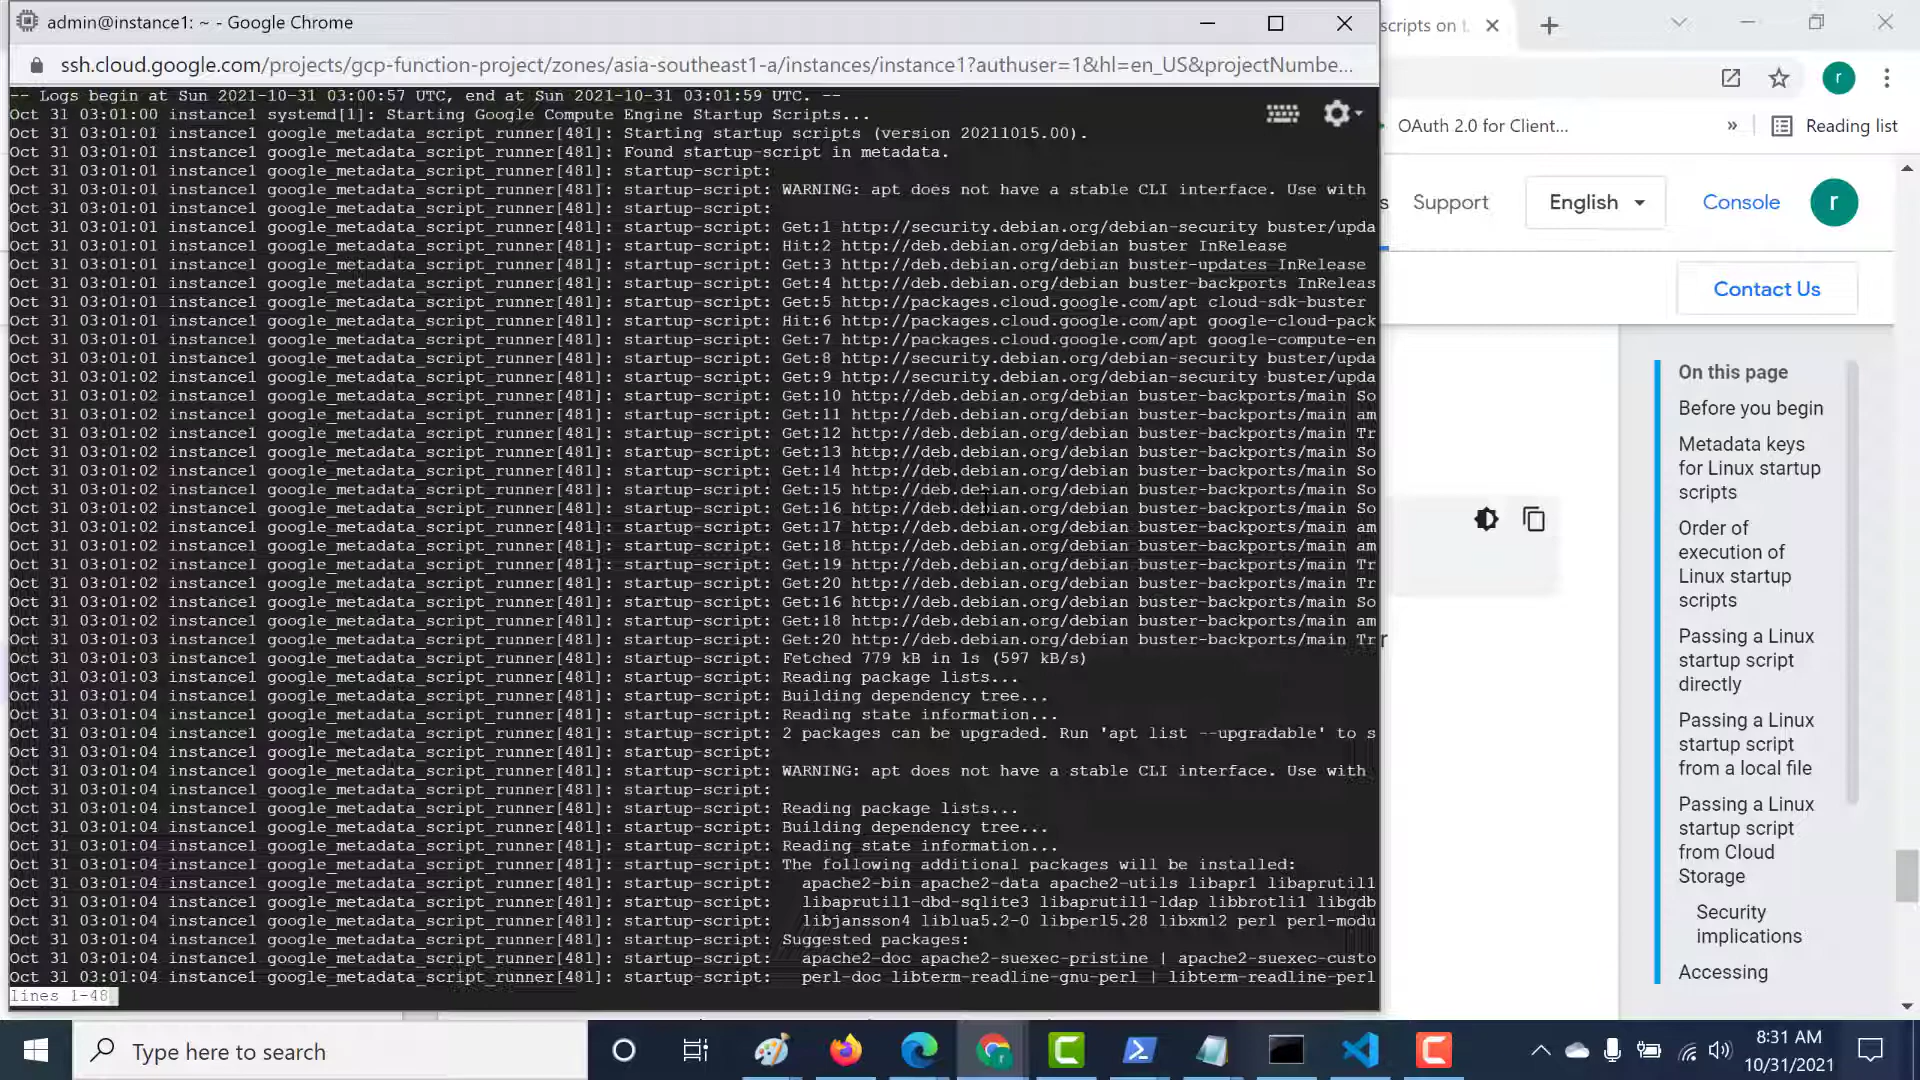 admin@instance1: ~ - Google Chrome
ssh.cloud.google.com/projects/gcp-function-project/zones/asia-southeast1-a/instances/instance1?authuser=1&hl=en_US&projectNumbe...
-- Logs begin at Sun 2021-10-31 03:00:57 UTC, end at Sun 2021-10-31 03:01:59 UTC. --
Oct 31 03:01:00 instance1 systemd[1]: Starting Google Compute Engine Startup Scripts...
Oct 31 03:01:01 instance1 google_metadata_script_runner[481]: Starting startup scripts (version 20211015.00).
Oct 31 03:01:01 instance1 google_metadata_script_runner[481]: Found startup-script in metadata.
Oct 31 03:01:01 instance1 google_metadata_script_runner[481]: startup-script:
Oct 31 03:01:01 instance1 google_metadata_script_runner[481]: startup-script: WARNING: apt does not have a stable CLI interface. Use with
Oct 31 03:01:01 instance1 google_metadata_script_runner[481]: startup-script:
Oct 31 03:01:01 instance1 google_metadata_script_runner[481]: startup-script: Get:1 http://security.debian.org/debian-security buster/upda
Oct 31 03:01:01 instance1 google_metadata_script_runner[481]: startup-script: Hit:2 http://deb.debian.org/debian buster InRelease
Oct 31 03:01:01 instance1 google_metadata_script_runner[481]: startup-script: Get:3 http://deb.debian.org/debian buster-updates InRelease
Oct 31 03:01:01 instance1 google_metadata_script_runner[481]: startup-script: Get:4 http://deb.debian.org/debian buster-backports InReleas
Oct 31 03:01:01 instance1 google_metadata_script_runner[481]: startup-script: Get:5 http://packages.cloud.google.com/apt cloud-sdk-buster
Oct 31 03:01:01 instance1 google_metadata_script_runner[481]: startup-script: Hit:6 http://packages.cloud.google.com/apt google-cloud-pack
Oct 31 03:01:01 instance1 google_metadata_script_runner[481]: startup-script: Get:7 http://packages.cloud.google.com/apt google-compute-en
Oct 31 03:01:01 instance1 google_metadata_script_runner[481]: startup-script: Get:8 http://security.debian.org/debian-security buster/upda
Oct 31 03:01:02 instance1 google_metadata_script_runner[481]: startup-script: Get:9 http://security.debian.org/debian-security buster/upda
Oct 31 03:01:02 instance1 google_metadata_script_runner[481]: startup-script: Get:10 http://deb.debian.org/debian buster-backports/main So
Oct 31 03:01:02 instance1 google_metadata_script_runner[481]: startup-script: Get:11 http://deb.debian.org/debian buster-backports/main am
Oct 31 03:01:02 instance1 google_metadata_script_runner[481]: startup-script: Get:12 http://deb.debian.org/debian buster-backports/main Tr
Oct 31 03:01:02 instance1 google_metadata_script_runner[481]: startup-script: Get:13 http://deb.debian.org/debian buster-backports/main So
Oct 31 03:01:02 instance1 google_metadata_script_runner[481]: startup-script: Get:14 http://deb.debian.org/debian buster-backports/main So
Oct 31 03:01:02 instance1 google_metadata_script_runner[481]: startup-script: Get:15 http://deb.debian.org/debian buster-backports/main So
Oct 31 03:01:02 instance1 google_metadata_script_runner[481]: startup-script: Get:16 http://deb.debian.org/debian buster-backports/main So
Oct 31 03:01:02 instance1 google_metadata_script_runner[481]: startup-script: Get:17 http://deb.debian.org/debian buster-backports/main am
Oct 31 03:01:02 instance1 google_metadata_script_runner[481]: startup-script: Get:18 http://deb.debian.org/debian buster-backports/main am
Oct 31 03:01:02 instance1 google_metadata_script_runner[481]: startup-script: Get:19 http://deb.debian.org/debian buster-backports/main Tr
Oct 31 03:01:02 instance1 google_metadata_script_runner[481]: startup-script: Get:20 http://deb.debian.org/debian buster-backports/main Tr
Oct 31 03:01:02 instance1 google_metadata_script_runner[481]: startup-script: Get:16 http://deb.debian.org/debian buster-backports/main So
Oct 31 03:01:02 instance1 google_metadata_script_runner[481]: startup-script: Get:18 http://deb.debian.org/debian buster-backports/main am
Oct 31 03:01:03 instance1 google_metadata_script_runner[481]: startup-script: Get:20 http://deb.debian.org/debian buster-backports/main Tr
Oct 31 03:01:03 instance1 google_metadata_script_runner[481]: startup-script: Fetched 779 kB in 1s (597 kB/s)
Oct 31 03:01:03 instance1 google_metadata_script_runner[481]: startup-script: Reading package lists...
Oct 31 03:01:04 instance1 google_metadata_script_runner[481]: startup-script: Building dependency tree...
Oct 31 03:01:04 instance1 google_metadata_script_runner[481]: startup-script: Reading state information...
Oct 31 03:01:04 instance1 google_metadata_script_runner[481]: startup-script: 2 packages can be upgraded. Run 'apt list --upgradable' to s
Oct 31 03:01:04 instance1 google_metadata_script_runner[481]: startup-script:
Oct 31 03:01:04 instance1 google_metadata_script_runner[481]: startup-script: WARNING: apt does not have a stable CLI interface. Use with
Oct 31 03:01:04 instance1 google_metadata_script_runner[481]: startup-script:
Oct 31 03:01:04 instance1 google_metadata_script_runner[481]: startup-script: Reading package lists...
Oct 31 03:01:04 instance1 google_metadata_script_runner[481]: startup-script: Building dependency tree...
Oct 31 03:01:04 instance1 google_metadata_script_runner[481]: startup-script: Reading state information...
Oct 31 03:01:04 instance1 google_metadata_script_runner[481]: startup-script: The following additional packages will be installed:
Oct 31 03:01:04 instance1 google_metadata_script_runner[481]: startup-script:   apache2-bin apache2-data apache2-utils libapr1 libaprutil1
Oct 31 03:01:04 instance1 google_metadata_script_runner[481]: startup-script:   libaprutil1-dbd-sqlite3 libaprutil1-ldap libbrotli1 libgdb
Oct 31 03:01:04 instance1 google_metadata_script_runner[481]: startup-script:   libjansson4 liblua5.2-0 libperl5.28 libxml2 perl perl-modu
Oct 31 03:01:04 instance1 google_metadata_script_runner[481]: startup-script: Suggested packages:
Oct 31 03:01:04 instance1 google_metadata_script_runner[481]: startup-script:   apache2-doc apache2-suexec-pristine | apache2-suexec-custo
Oct 31 03:01:04 instance1 google_metadata_script_runner[481]: startup-script:   perl-doc libterm-readline-gnu-perl | libterm-readline-perl
lines 1-48
scripts on t
r
OAuth 2.0 for Client...
»
Reading list
s
Support
English
Console
r
Contact Us
r
On this page
Before you begin
Metadata keys
for Linux startup
scripts
Order of
execution of
Linux startup
scripts
Passing a Linux
startup script
directly
Passing a Linux
startup script
from a local file
Passing a Linux
startup script
from Cloud
Storage
Security
implications
Accessing
Type here to search
8:31 AM
10/31/2021